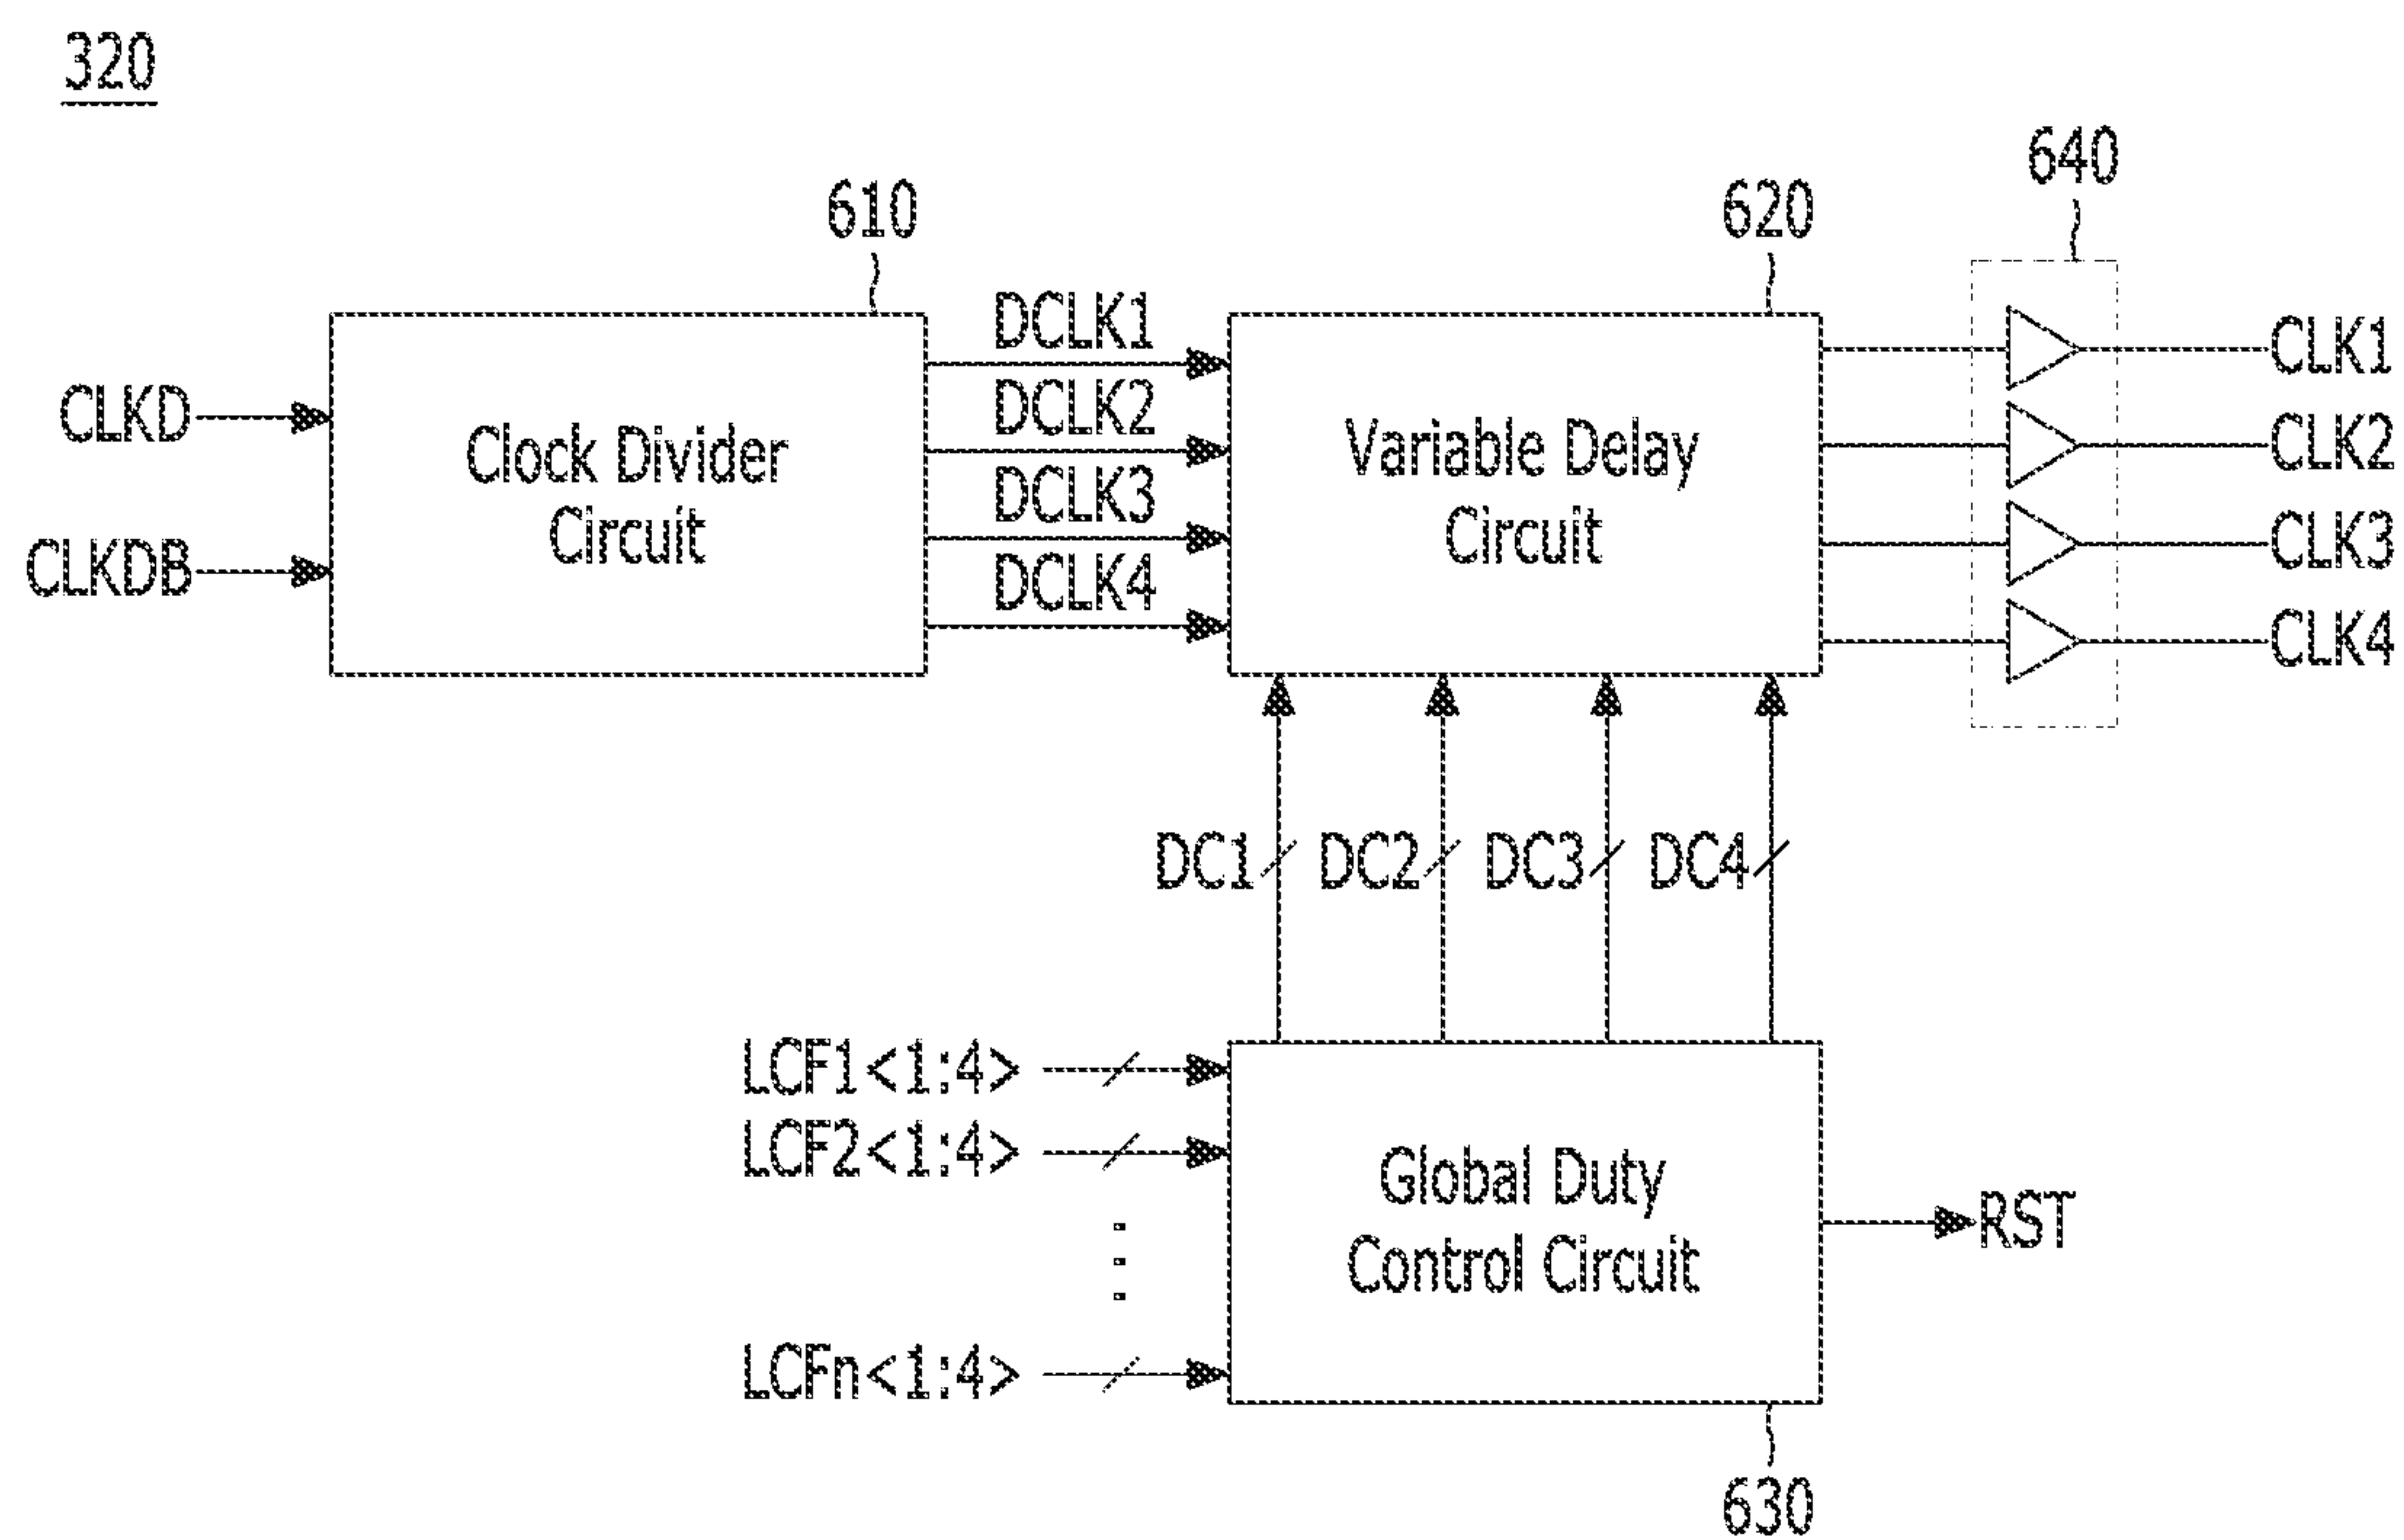 320
640
610
620
DCLK1
CLK1
CLKD
DCLK2
Clock Divider
Circuit
Variable Delay
Circuit
CLK2
DCLK3
CLKDB
CLK3
DCLK4
CLK4
DC1
DC2
DC3
DC4
LCF1<1:4>
LCF2<1:4>
Global Duty
Control Circuit
RST
LCFn<1:4>
630